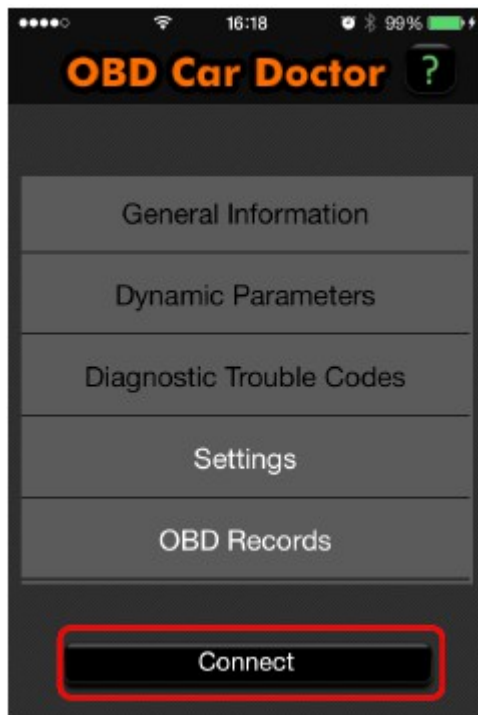 16:18
99%
OBD Car Doctor ?
General Information
Dynamic Parameters
Diagnostic Trouble Codes
Settings
OBD Records
Connect